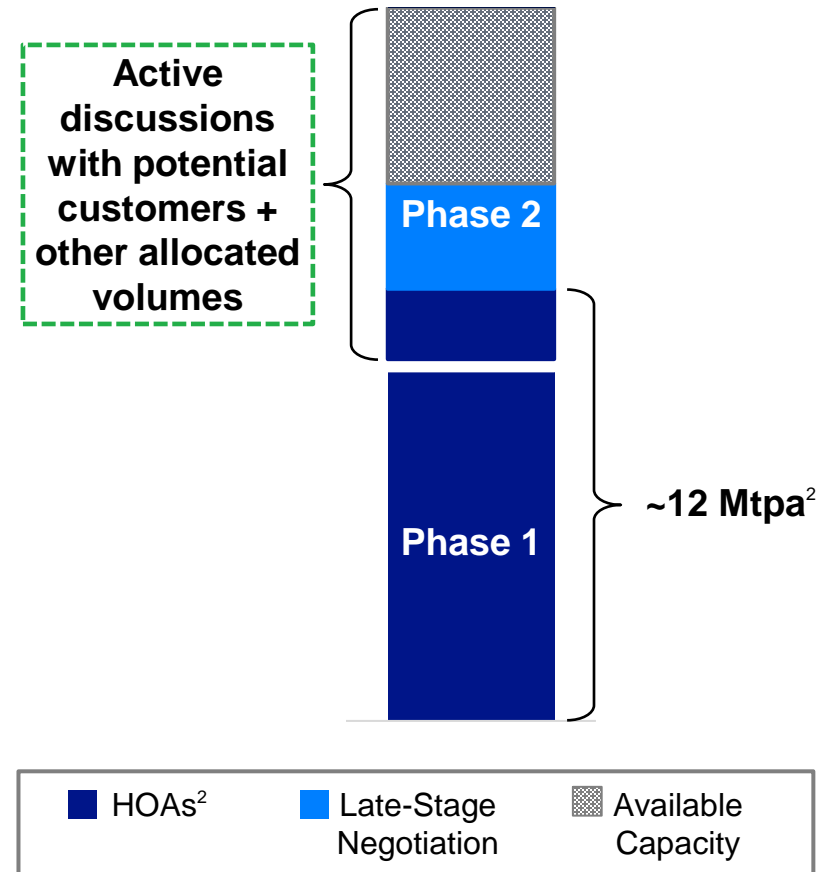 Active
discussions
with potential
customers +
other allocated
volumes
Phase 2
Phase 1
~12 Mtpa²
HOAs²
Late-Stage
Negotiation
Available
Capacity